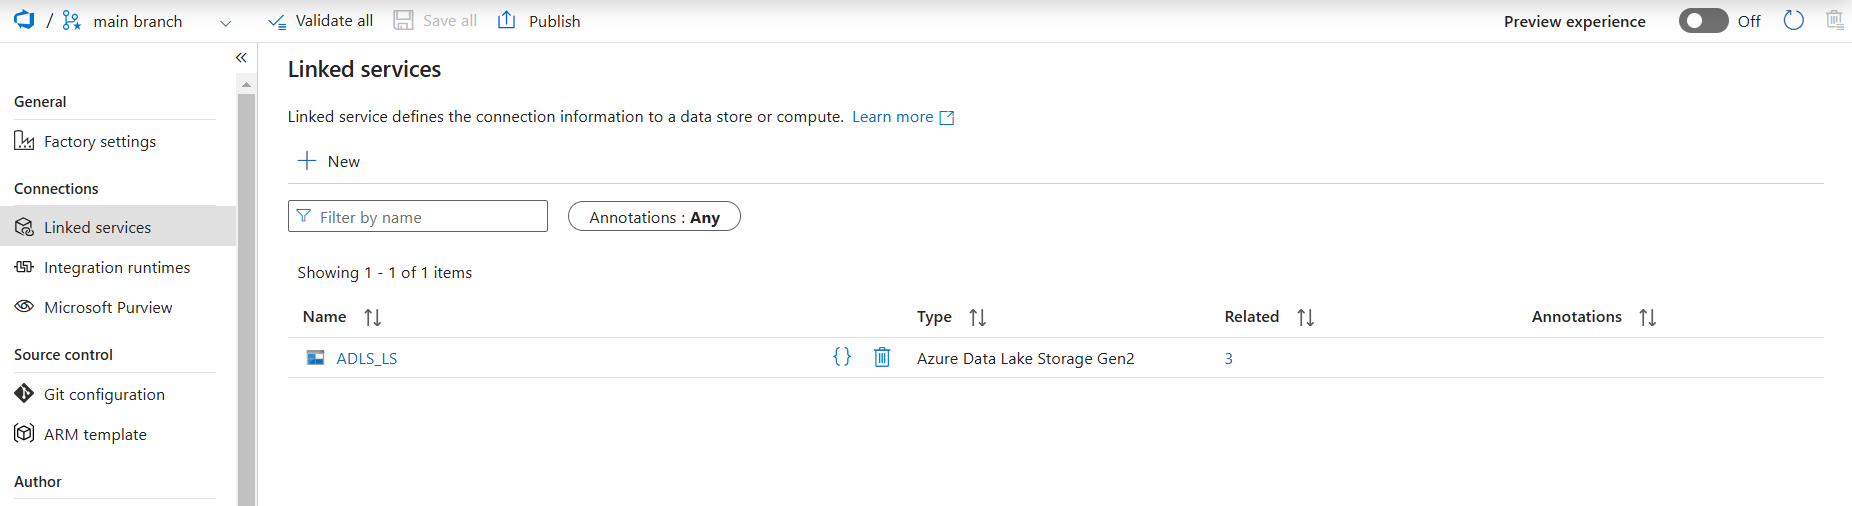 / main branch Validate all Save all Publish Preview experience Off
«
General
Factory settings
Connections
Linked services
Integration runtimes
Microsoft Purview
Source control
Git configuration
ARM template
Author
Linked services
Linked service defines the connection information to a data store or compute. Learn more
New
Filter by name Annotations : Any
Showing 1 - 1 of 1 items
Name Type Related Annotations
ADLS_LS {} Azure Data Lake Storage Gen2 3